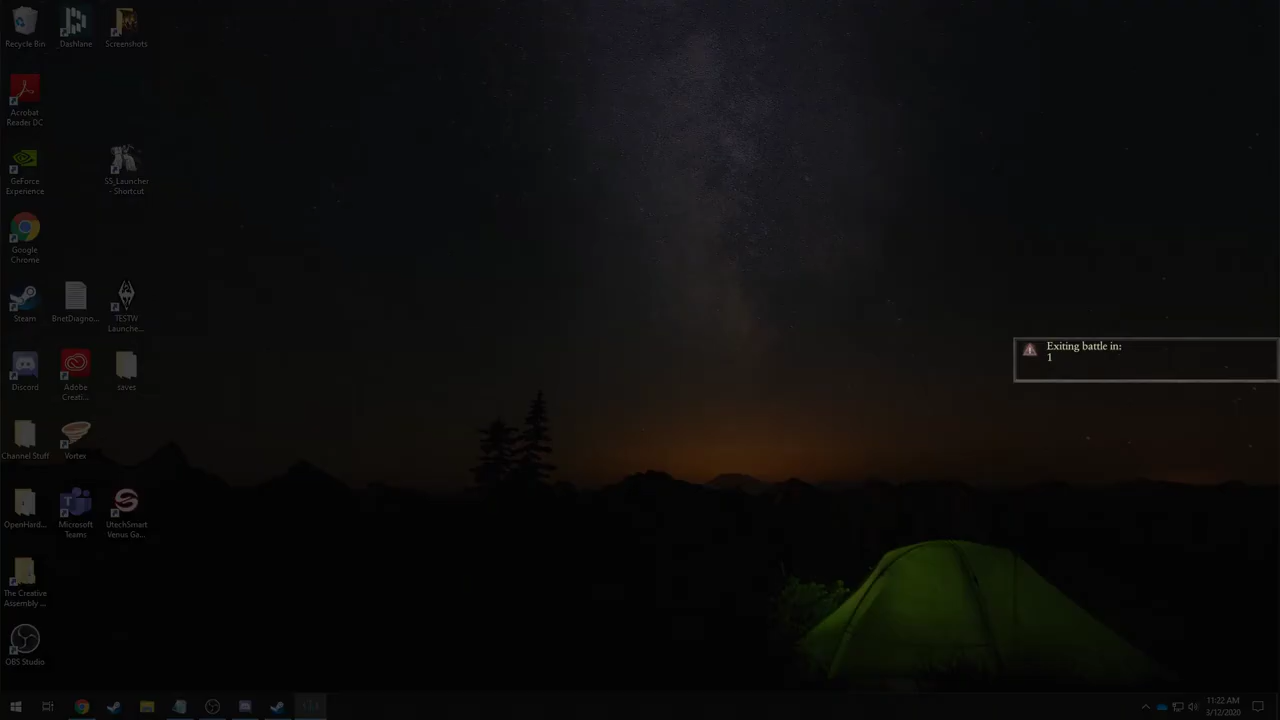 Recycle Bin
Dashlane
Screenshots
Acrobat
Reader DC
GeForce
Experience
SS_Launcher
- Shortcut
Google
Chrome
Steam
BrietDiagno...
TESTW
Launche...
Discord
Adobe
Creati...
saves
Channel Stuff
Vortex
OpenHard...
Microsoft
Teams
UtechSmart
Venus Ga...
The Creative
Assembly ...
OBS Studio
Exiting battle in:
1
11:22 AM
3/12/2020